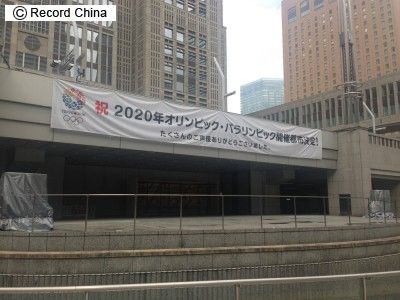 © Record China
祝 2020年オリンピック・パラリンピック開催都市決定!
たくさんのご声援ありがとうございました。